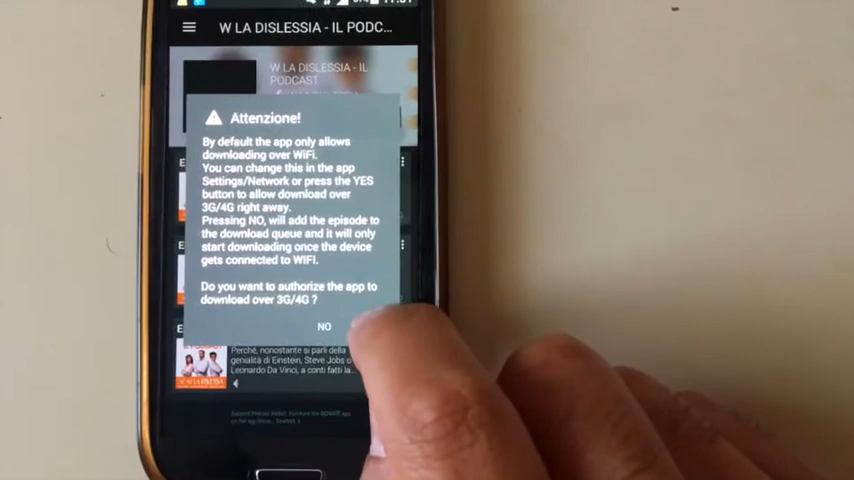 W LA DISLESSIA - IL PODC...
W LA DISLESSIA - IL
PODCAST
Attenzione!
By default the app only allows
downloading over WiFi.
You can change this in the app
Settings/Network or press the YES
button to allow download over
3G/4G right away.
Pressing NO, will add the episode to
the download queue and it will only
start downloading once the device
gets connected to WIFI.
Do you want to authorize the app to
download over 3G/4G ?
NO
Perché, nonostante si parli della
genialità di Einstein, Steve Jobs o
Leonardo Da Vinci, a conti fatti le